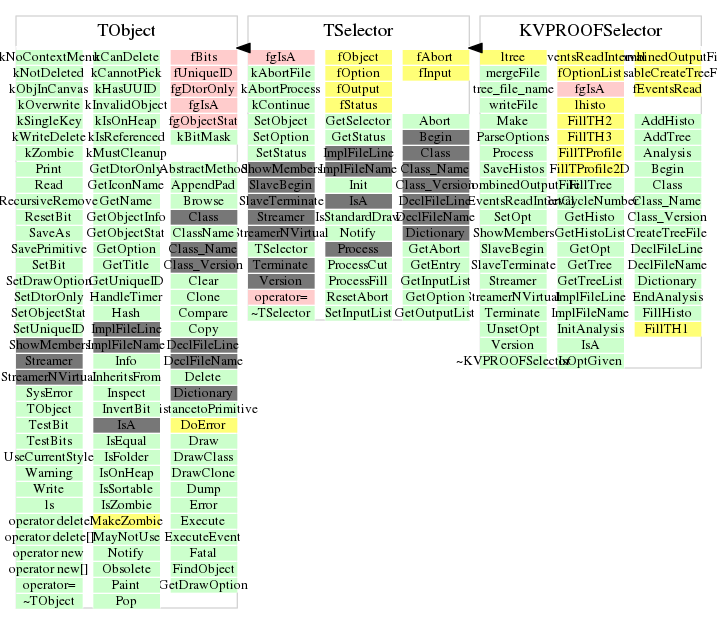 TObject TSelector KVPROOFSelector
kNoContextMenu kCanDelete fBits fgIsA fObject fAbort ltree
kNotDeleted kCannotPick fUniqueID kAbortFile fOption fInput mergeFile fOptionList
kObjInCanvas kHasUUID fgDtorOnly kAbortProcess fOutput tree_file_name fgIsA fEventsRead
kOverwrite kInvalidObject fgIsA kContinue fStatus writeFile lhisto
kSingleKey kIsOnHeap fgObjectStat SetObject GetSelector Abort Make FillTH2 AddHisto
kWriteDelete kIsReferenced kBitMask SetOption GetStatus Begin ParseOptions FillTH3 AddTree
kZombie kMustCleanup SetStatus ImplFileLine Class Process FillTProfile Analysis
Print GetDtorOnly AbstractMethod ShowMembers ImplFileName Class_Name SaveHistos FillTProfile2D Begin
Read GetIconName AppendPad SlaveBegin Init Class_Version FillTree Class
RecursiveRemove GetName Browse SlaveTerminate IsA DeclFileLine Class_Name
ResetBit GetObjectInfo Class Streamer IsStandardDraw DeclFileName SetOpt GetHisto Class_Version
SaveAs GetObjectStat ClassName StreamerNVirtual Notify Dictionary ShowMembers GetHistoList CreateTreeFile
SavePrimitive GetOption Class_Name TSelector Process GetAbort SlaveBegin GetOpt DeclFileLine
SetBit GetTitle Class_Version Terminate ProcessCut GetEntry SlaveTerminate GetTree DeclFileName
SetDrawOption GetUniqueID Clear Version ProcessFill GetInputList Streamer GetTreeList Dictionary
SetDtorOnly HandleTimer Clone operator= ResetAbort GetOption StreamerNVirtual ImplFileLine EndAnalysis
SetObjectStat Hash Compare ~TSelector SetInputList GetOutputList Terminate ImplFileName FillHisto
SetUniqueID ImplFileLine Copy UnsetOpt InitAnalysis FillTH1
ShowMembers ImplFileName DeclFileLine Version IsA
Streamer Info DeclFileName ~KVPROOFSelector IsOptGiven
StreamerNVirtual InheritsFrom Delete
SysError Inspect Dictionary
TObject InvertBit DistancetoPrimitive
TestBit IsA DoError
TestBits IsEqual Draw
UseCurrentStyle IsFolder DrawClass
Warning IsOnHeap DrawClone
Write IsSortable Dump
ls IsZombie Error
operator delete MakeZombie Execute
operator delete[] MayNotUse ExecuteEvent
operator new Notify Fatal
operator new[] Obsolete FindObject
operator= Paint GetDrawOption
~TObject Pop